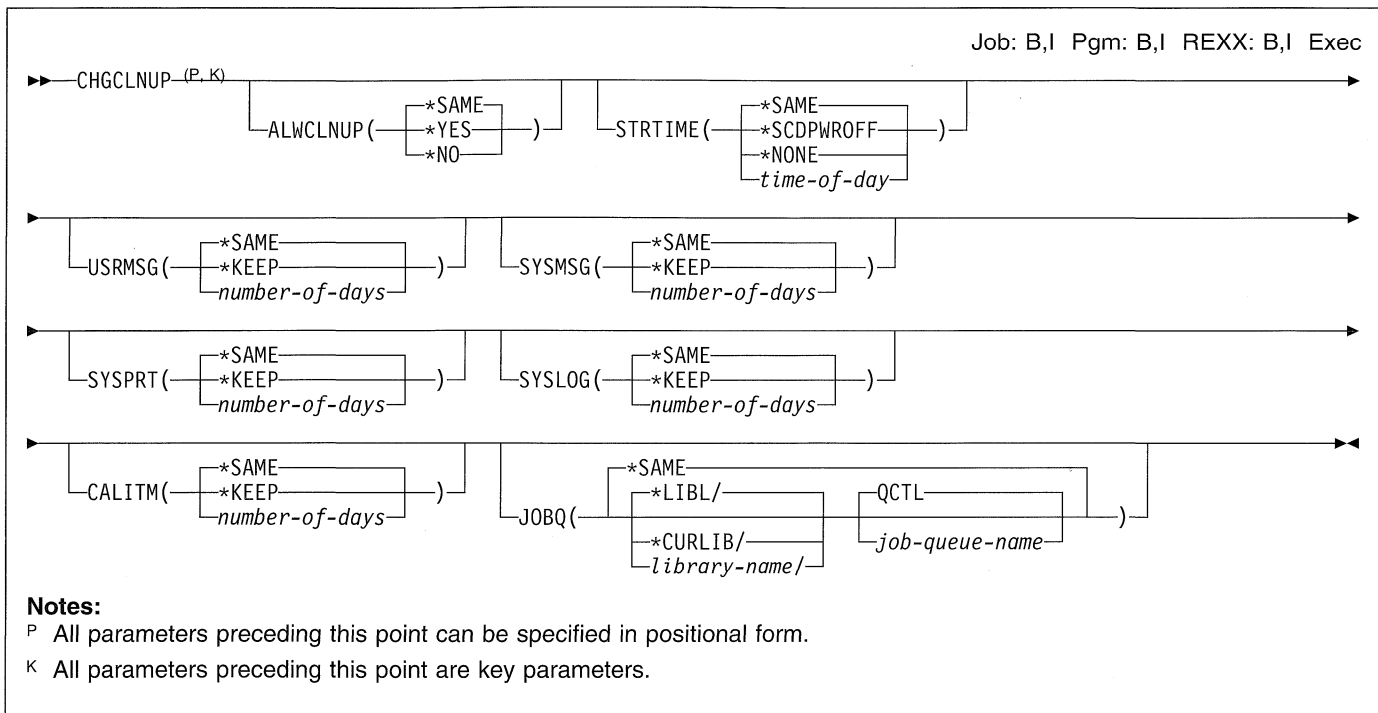 Job: B,I Pgm: B,I REXX: B,I Exec
CHGCLNUP (P, K)
ALWCLNUP( *SAME *YES *NO )
STRTIME( *SAME *SCDPWROFF *NONE time-of-day )
USRMSG( *SAME *KEEP number-of-days )
SYSMSG( *SAME *KEEP number-of-days )
SYSPRT( *SAME *KEEP number-of-days )
SYSLOG( *SAME *KEEP number-of-days )
CALITM( *SAME *KEEP number-of-days )
JOBQ( *SAME *LIBL/ *CURLIB/ library-name/ QCTL job-queue-name )
Notes:
P All parameters preceding this point can be specified in positional form.
K All parameters preceding this point are key parameters.